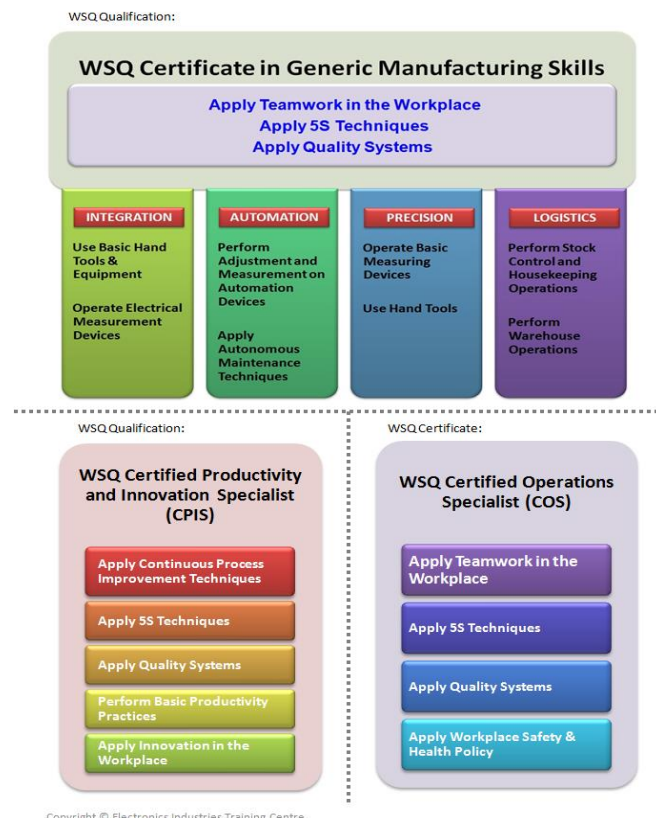 WSQ Qualification:
WSQ Certificate in Generic Manufacturing Skills
Apply Teamwork in the Workplace
Apply 5S Techniques
Apply Quality Systems
INTEGRATION
Use Basic Hand
Tools &
Equipment
Operate Electrical
Measurement
Devices
AUTOMATION
Perform
Adjustment and
Measurement on
Automation
Devices
Apply
Autonomous
Maintenance
Techniques
PRECISION
Operate Basic
Measuring
Devices
Use Hand Tools
LOGISTICS
Perform Stock
Control and
Housekeeping
Operations
Perform
Warehouse
Operations
WSQ Qualification:
WSQ Certified Productivity
and Innovation Specialist
(CPIS)
Apply Continuous Process
Improvement Techniques
Apply 5S Techniques
Apply Quality Systems
Perform Basic Productivity
Practices
Apply Innovation in the
Workplace
WSQ Certificate:
WSQ Certified Operations
Specialist (COS)
Apply Teamwork in the
Workplace
Apply 5S Techniques
Apply Quality Systems
Apply Workplace Safety &
Health Policy
Copyright © Electronics Industries Training Centre